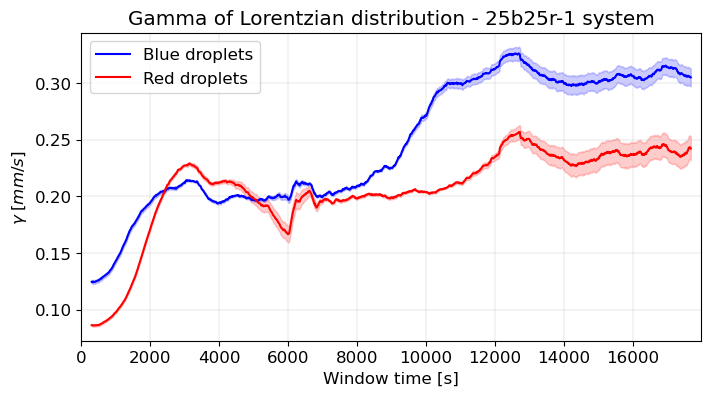 Gamma of Lorentzian distribution - 25b25r-1 system
Blue droplets
Red droplets
0.30
0.25
0.20
0.15
0.10
γ [mm/s]
0 2000 4000 6000 8000 10000 12000 14000 16000
Window time [s]